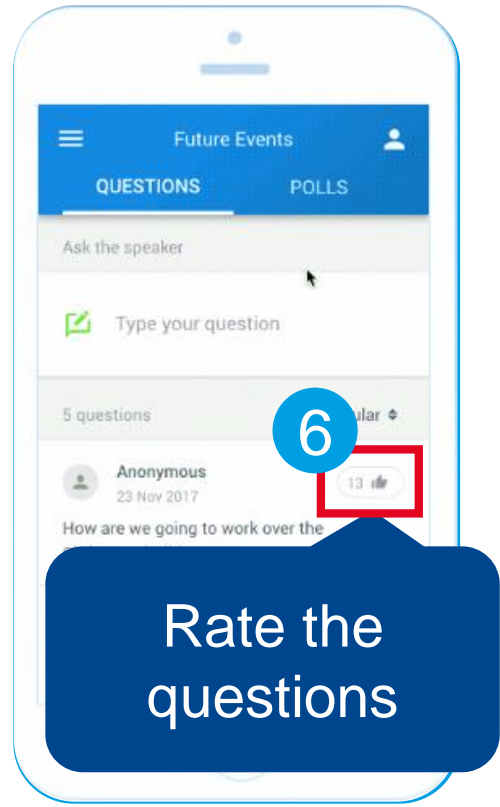 Future Events
QUESTIONS POLLS
Ask the speaker
Type your question
5 questions
6
Anonymous
13
23 Nov 2017
How are we going to work over the
Rate the
questions